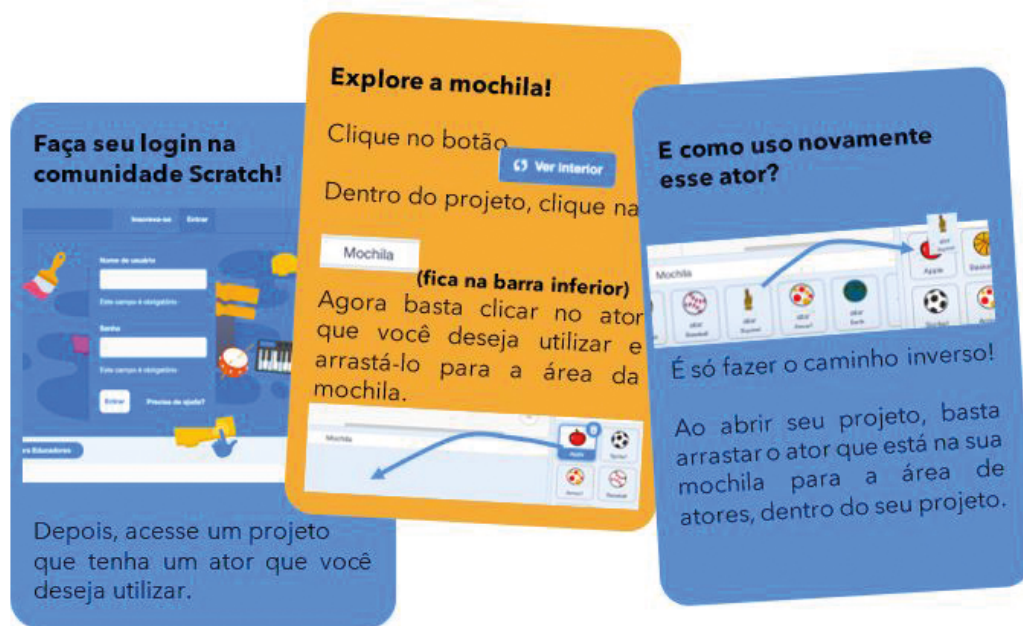 Faça seu login na
comunidade Scratch!
Inscreva-se Entrar
Nome de usuário
Este campo é obrigatório
Senha
Este campo é obrigatório
Entrar Precisa de ajuda?
Educadores
Depois, acesse um projeto
que tenha um ator que você
deseja utilizar.
Explore a mochila!
Clique no botão
Ver interior
Dentro do projeto, clique na
Mochila
(fica na barra inferior)
Agora basta clicar no ator
que você deseja utilizar e
arrastá-lo para a área da
mochila.
Mochila
E como uso novamente
esse ator?
Mochila
Apple
É só fazer o caminho inverso!
Ao abrir seu projeto, basta
arrastar o ator que está na sua
mochila para a área de
atores, dentro do seu projeto.